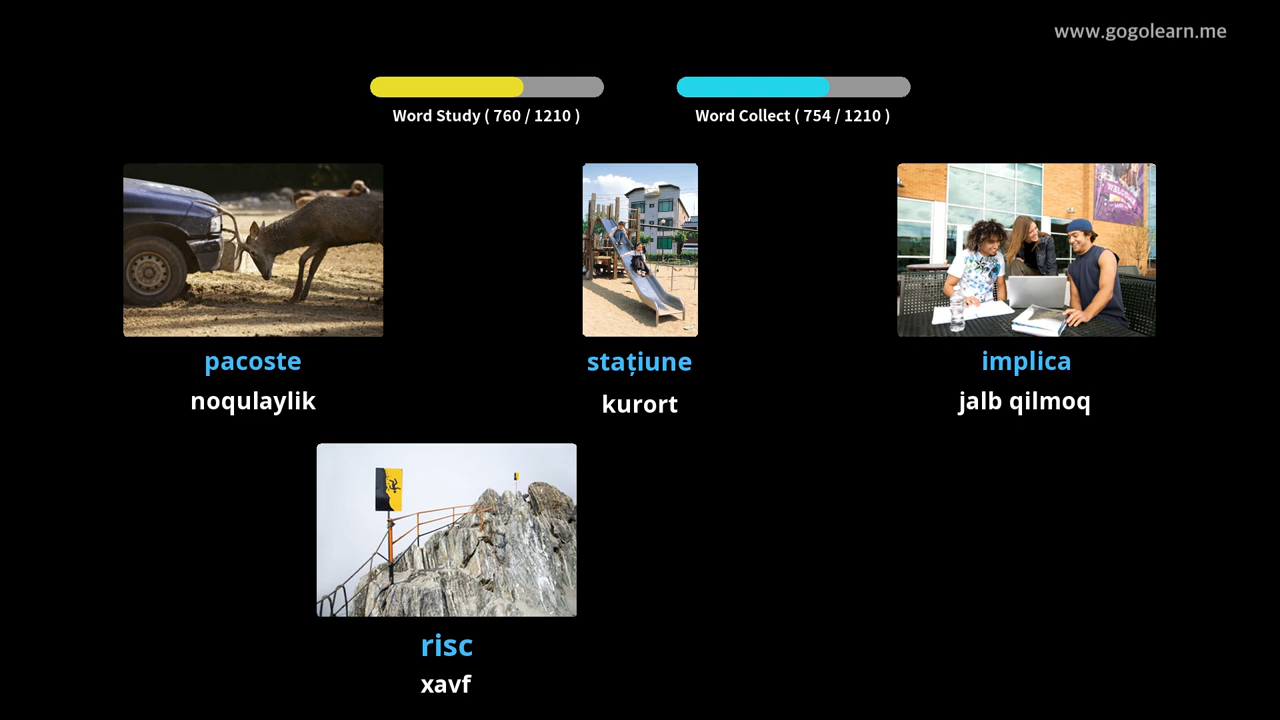 www.gogolearn.me
Word Study ( 760 / 1210 )
Word Collect ( 754 / 1210 )
WELCOME
pacoste
stațiune
implica
noqulaylik
kurort
jalb qilmoq
risc
xavf